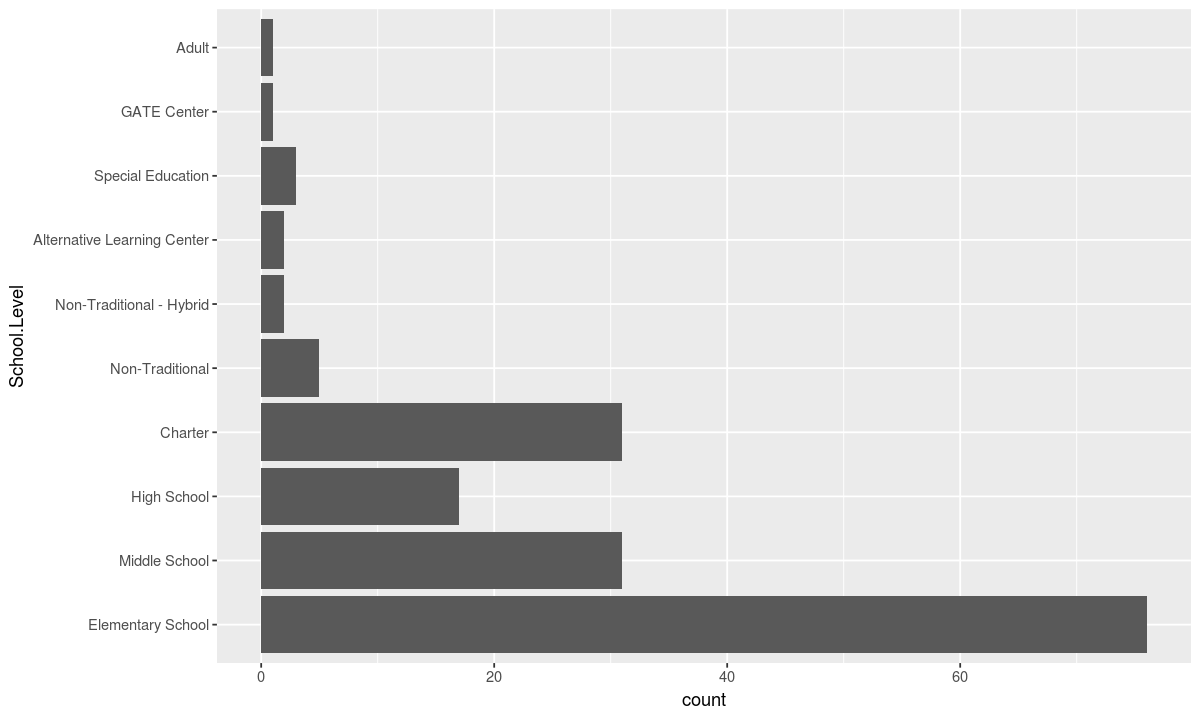 Adult
GATE Center
Special Education
Alternative Learning Center
Non-Traditional - Hybrid
Non-Traditional
Charter
High School
Middle School
Elementary School
School.Level
0 20 40 60
count